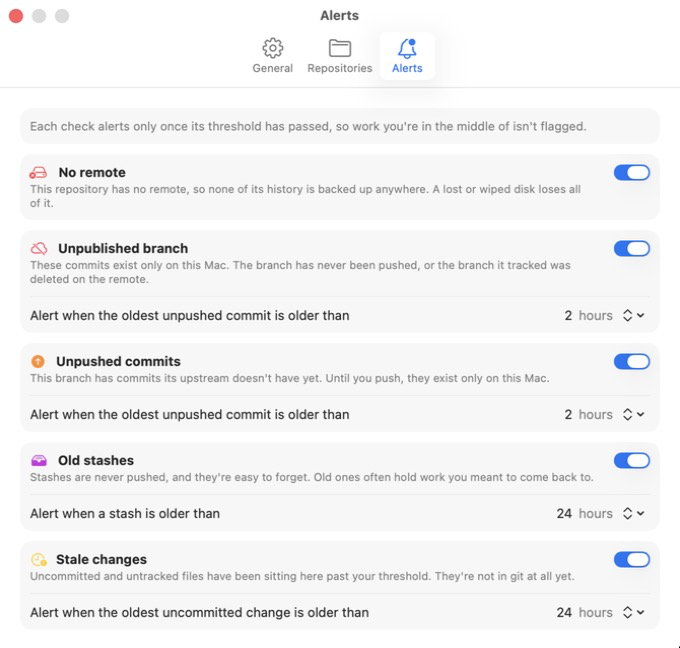 Alerts
General
Repositories
Alerts
Each check alerts only once its threshold has passed, so work you're in the middle of isn't flagged.
No remote
This repository has no remote, so none of its history is backed up anywhere. A lost or wiped disk loses all
of it.
Unpublished branch
These commits exist only on this Mac. The branch has never been pushed, or the branch it tracked was
deleted on the remote.
Alert when the oldest unpushed commit is older than 2 hours
Unpushed commits
This branch has commits its upstream doesn't have yet. Until you push, they exist only on this Mac.
Alert when the oldest unpushed commit is older than 2 hours
Old stashes
Stashes are never pushed, and they're easy to forget. Old ones often hold work you meant to come back to.
Alert when a stash is older than 24 hours
Stale changes
Uncommitted and untracked files have been sitting here past your threshold. They're not in git at all yet.
Alert when the oldest uncommitted change is older than 24 hours